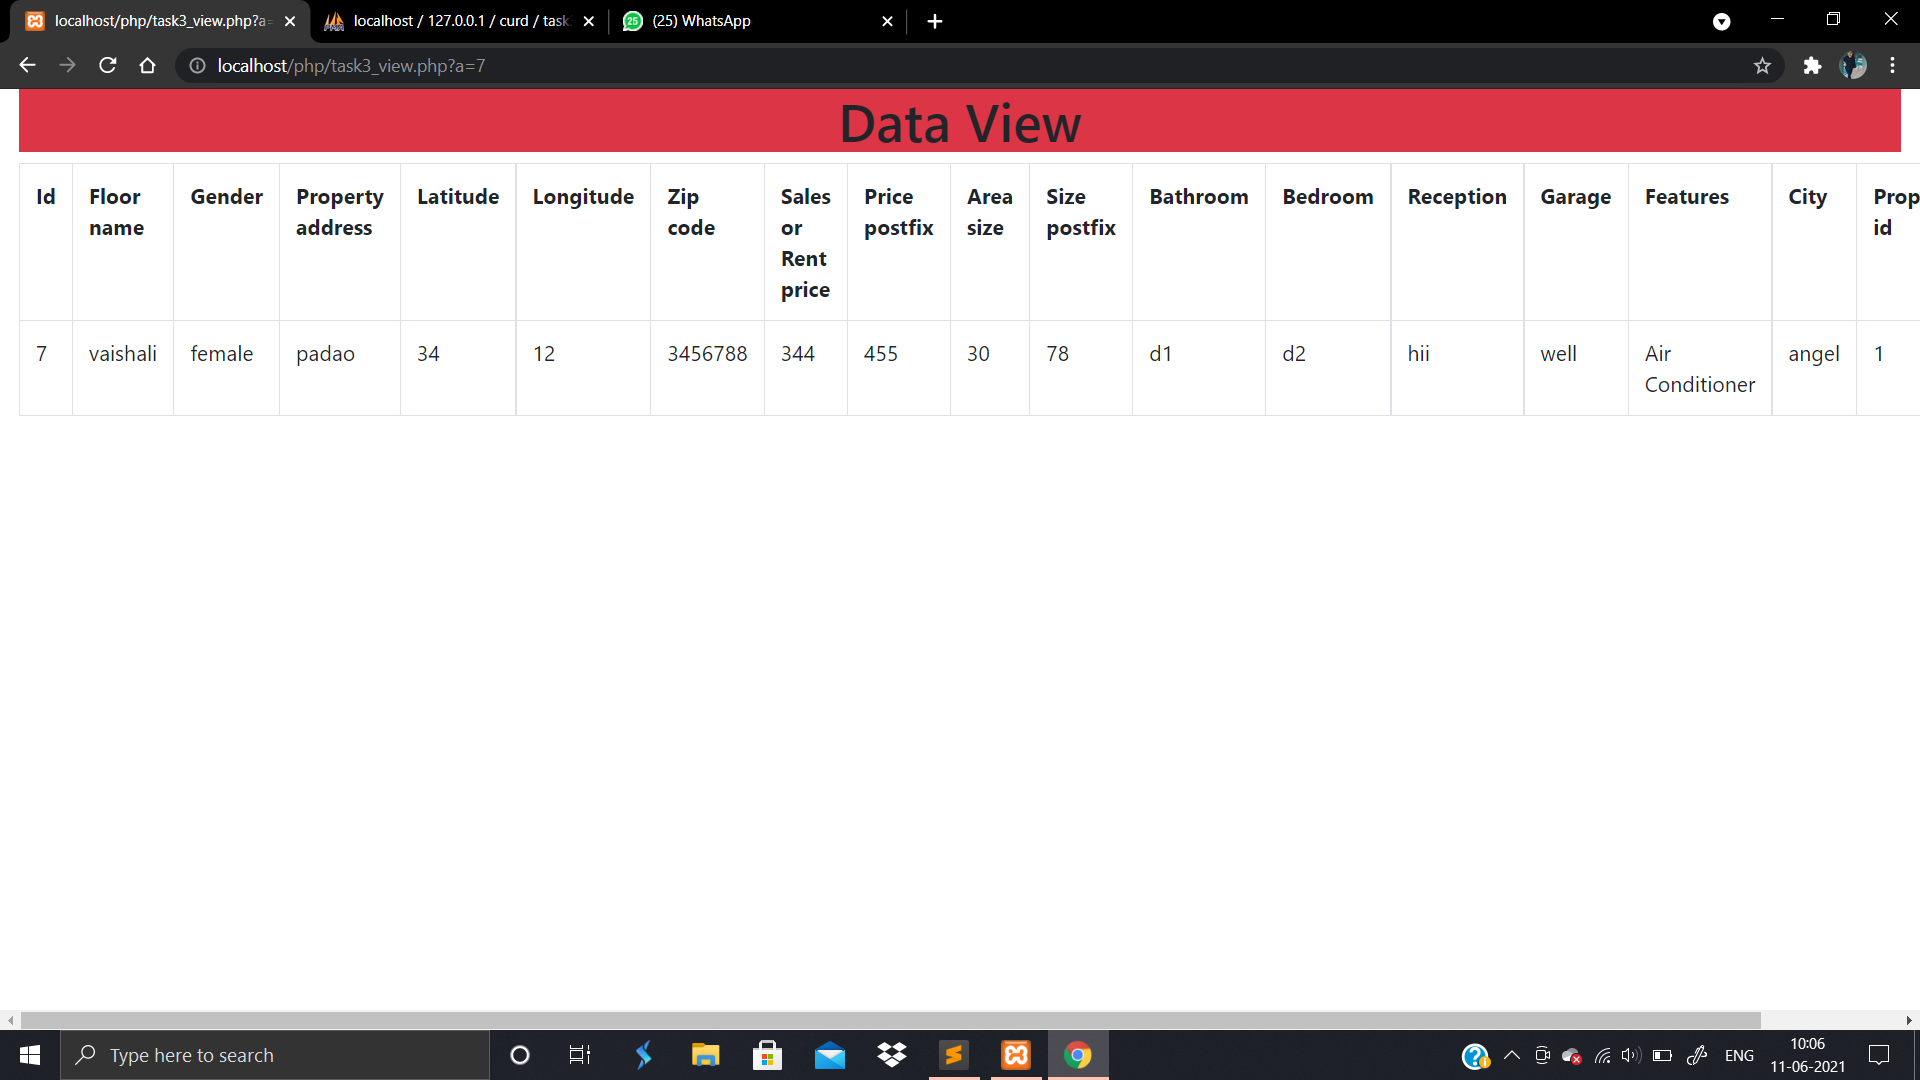 localhost/php/task3_view.php?a=
localhost / 127.0.0.1 / curd / task
25
(25) WhatsApp
localhost/php/task3_view.php?a=7
Data View
Id Floor name Gender Property address Latitude Longitude Zip code Sales or Rent price Price postfix Area size Size postfix Bathroom Bedroom Reception Garage Features City Prop id
7 vaishali female padao 34 12 3456788 344 455 30 78 d1 d2 hii well Air Conditioner angel 1
Type here to search
ENG
10:06
11-06-2021